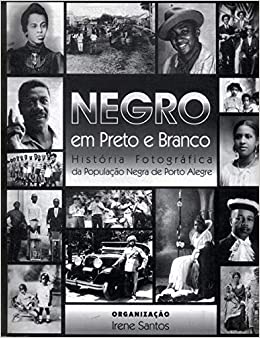 NEGRO
em Preto e Branco
História Fotográfica
da População Negra de Porto Alegre
ORGANIZAÇÃO
Irene Santos